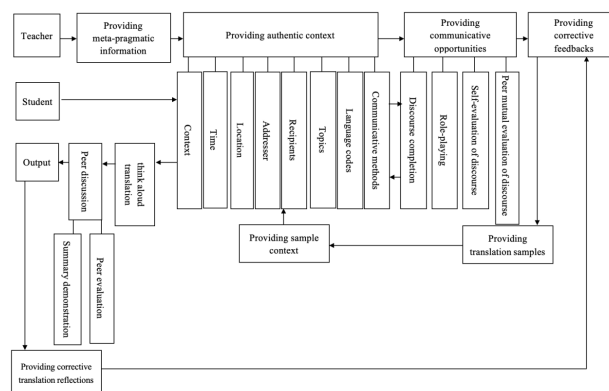 Teacher
Providing
meta-pragmatic
information
Providing authentic context
Providing
communicative
opportunities
Providing
corrective
feedbacks
Student
Context
Time
Location
Addresser
Recipients
Topics
Language codes
Communicative methods
Discourse completion
Role-playing
Self-evaluation of discourse
Peer mutual evaluation of discourse
Output
Peer discussion
think aloud
translation
Summary demonstration
Peer evaluation
Providing sample
context
Providing
translation samples
Providing corrective
translation reflections